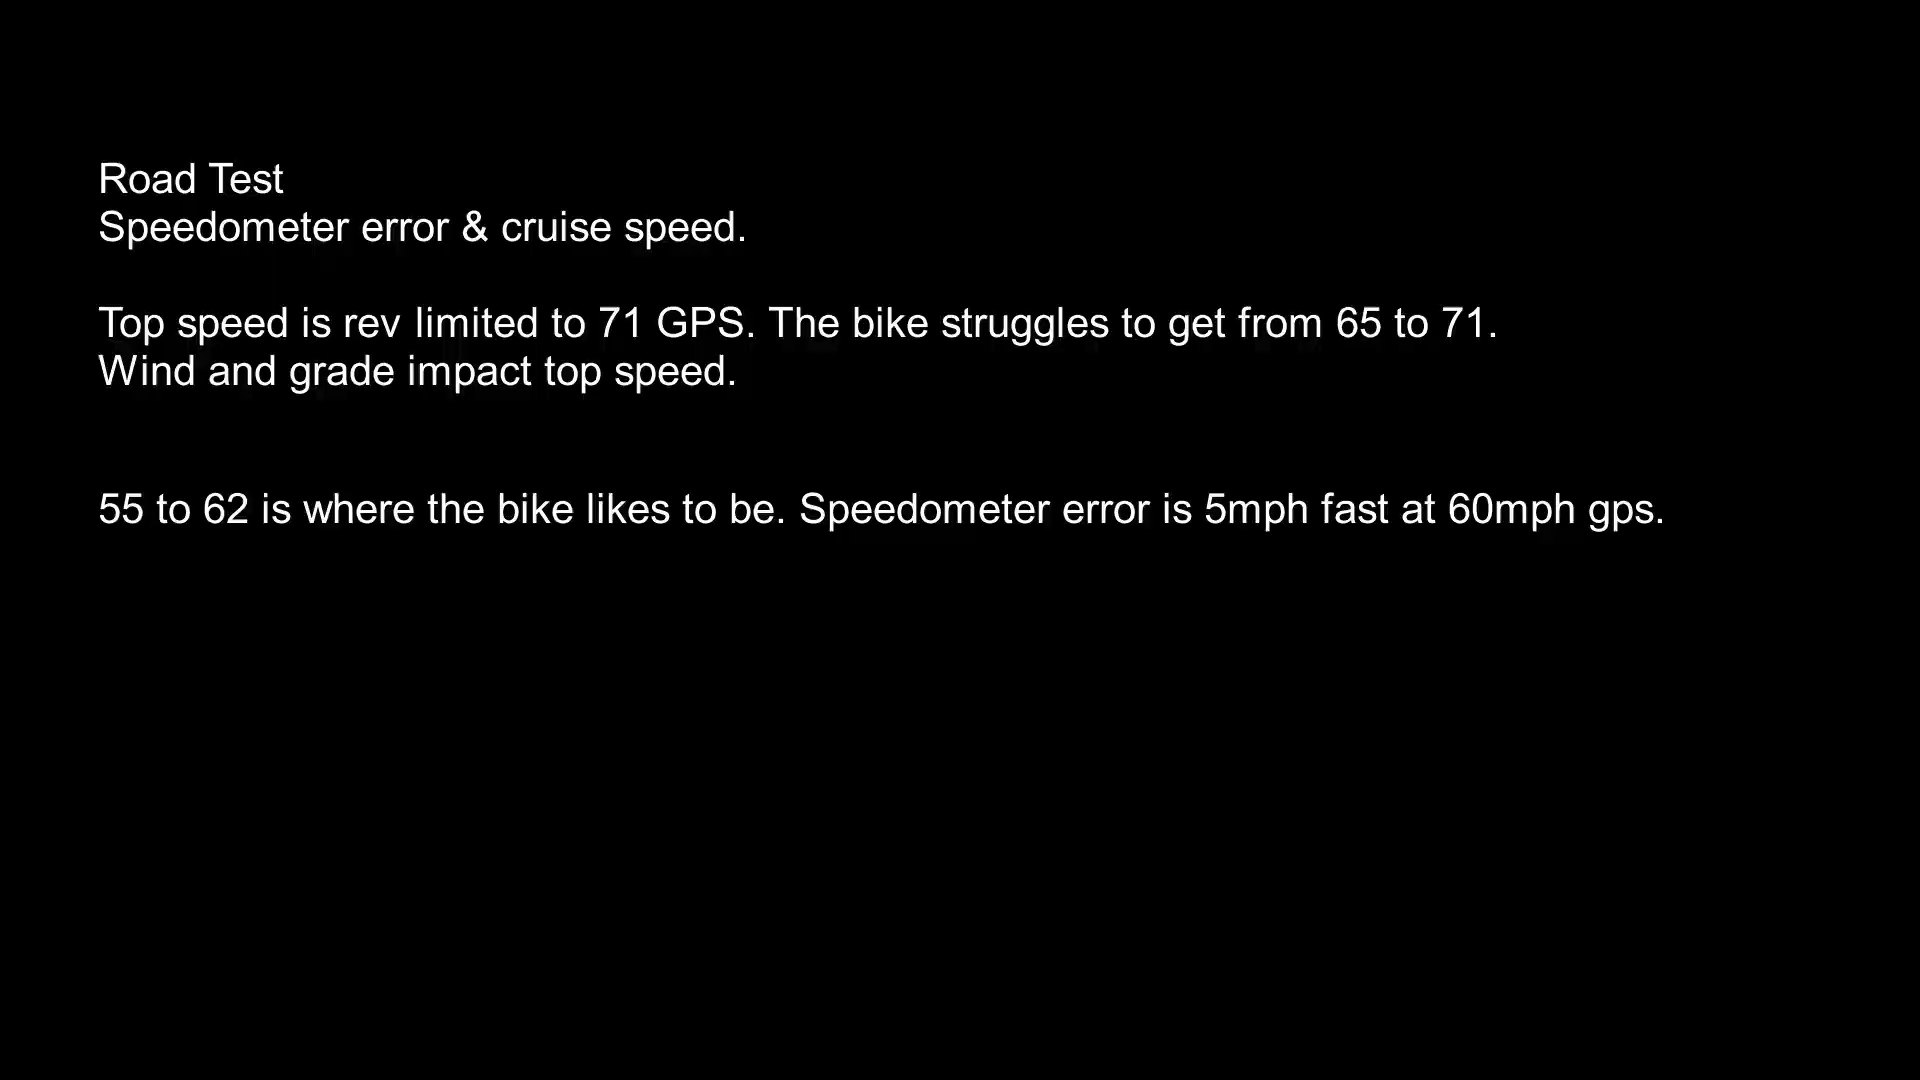 Road Test
Speedometer error & cruise speed.
Top speed is rev limited to 71 GPS. The bike struggles to get from 65 to 71.
Wind and grade impact top speed.
55 to 62 is where the bike likes to be. Speedometer error is 5mph fast at 60mph gps.